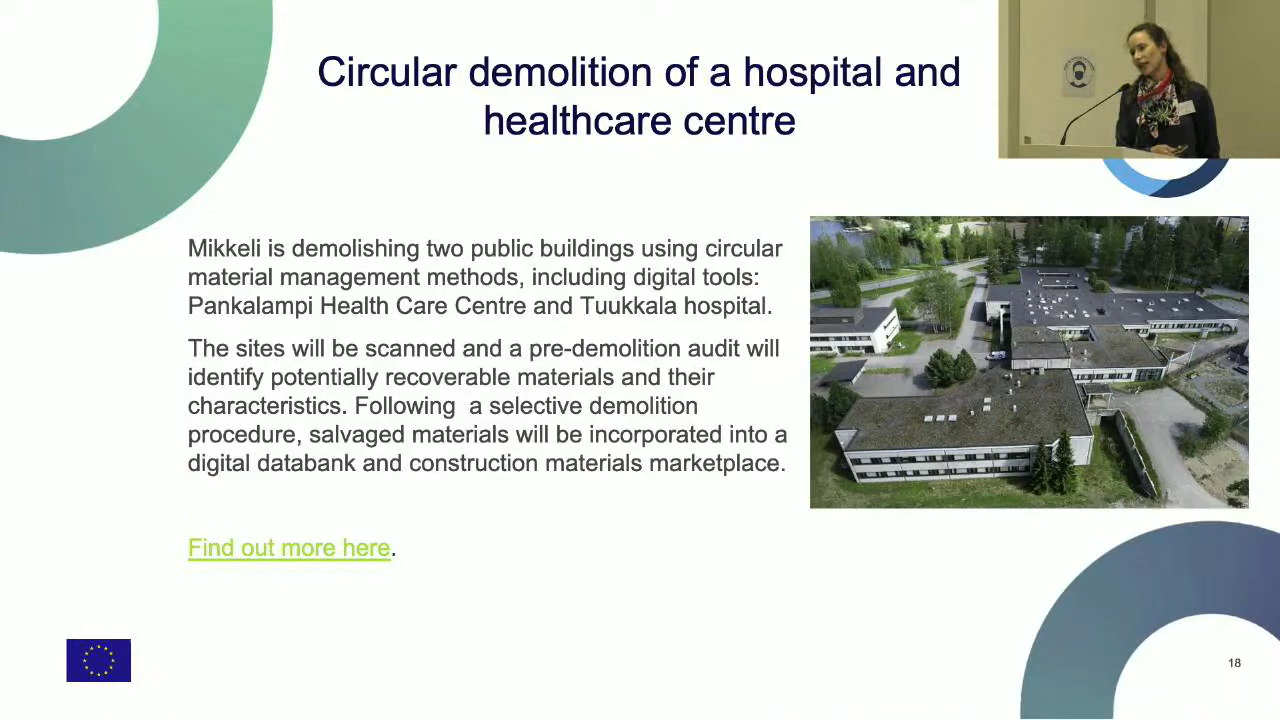 Circular demolition of a hospital and
healthcare centre
Mikkeli is demolishing two public buildings using circular
material management methods, including digital tools:
Pankalampi Health Care Centre and Tuukkala hospital.
The sites will be scanned and a pre-demolition audit will
identify potentially recoverable materials and their
characteristics. Following  a selective demolition
procedure, salvaged materials will be incorporated into a
digital databank and construction materials marketplace.
Find out more here.
18